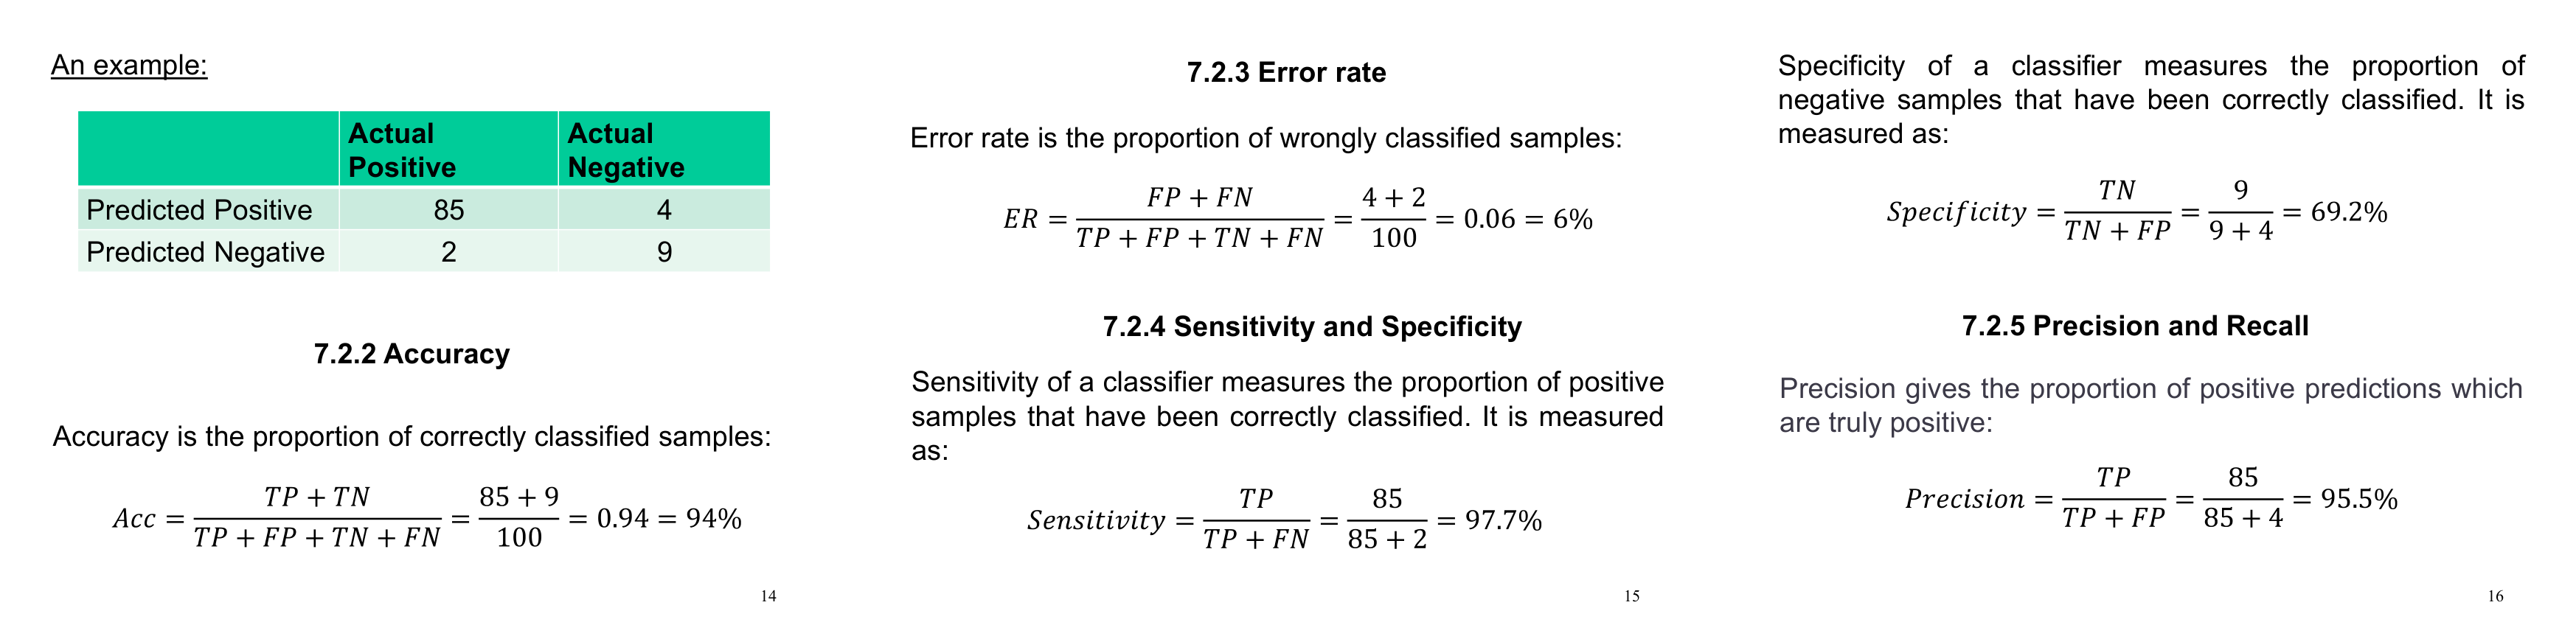 An example:
Actual Positive Actual Negative
Predicted Positive 85 4
Predicted Negative 2 9
7.2.2 Accuracy
Accuracy is the proportion of correctly classified samples:
Acc = (TP + TN) / (TP + FP + TN + FN) = (85 + 9) / 100 = 0.94 = 94%
14
7.2.3 Error rate
Error rate is the proportion of wrongly classified samples:
ER = (FP + FN) / (TP + FP + TN + FN) = (4 + 2) / 100 = 0.06 = 6%
7.2.4 Sensitivity and Specificity
Sensitivity of a classifier measures the proportion of positive
samples that have been correctly classified. It is measured
as:
Sensitivity = TP / (TP + FN) = 85 / (85 + 2) = 97.7%
15
Specificity of a classifier measures the proportion of
negative samples that have been correctly classified. It is
measured as:
Specificity = TN / (TN + FP) = 9 / (9 + 4) = 69.2%
7.2.5 Precision and Recall
Precision gives the proportion of positive predictions which
are truly positive:
Precision = TP / (TP + FP) = 85 / (85 + 4) = 95.5%
16